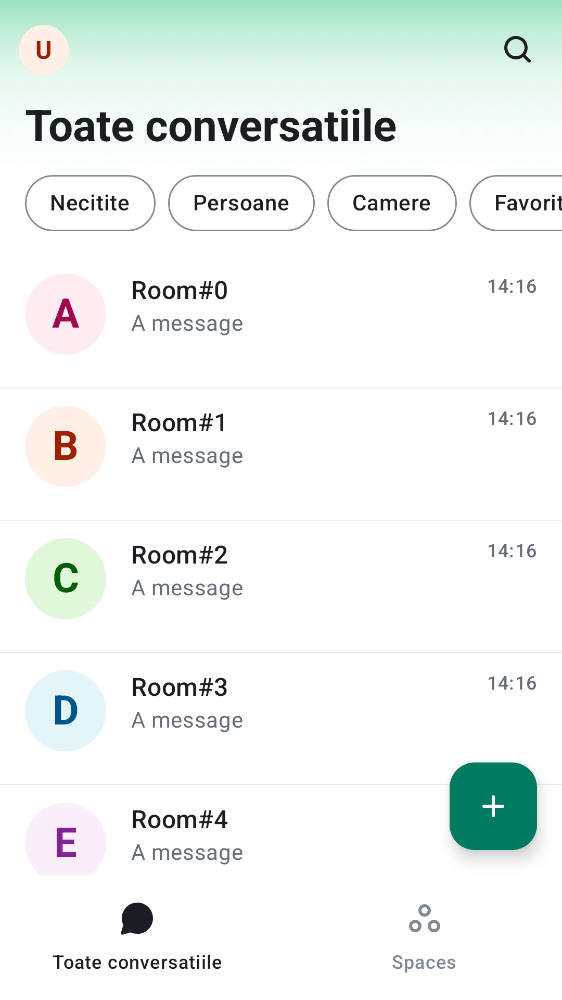 U
Toate conversatiile
Necitite
Persoane
Camere
Favorit
A
Room#0
14:16
A message
B
Room#1
14:16
A message
C
Room#2
14:16
A message
D
Room#3
14:16
A message
E
Room#4
A message
Toate conversatiile
Spaces